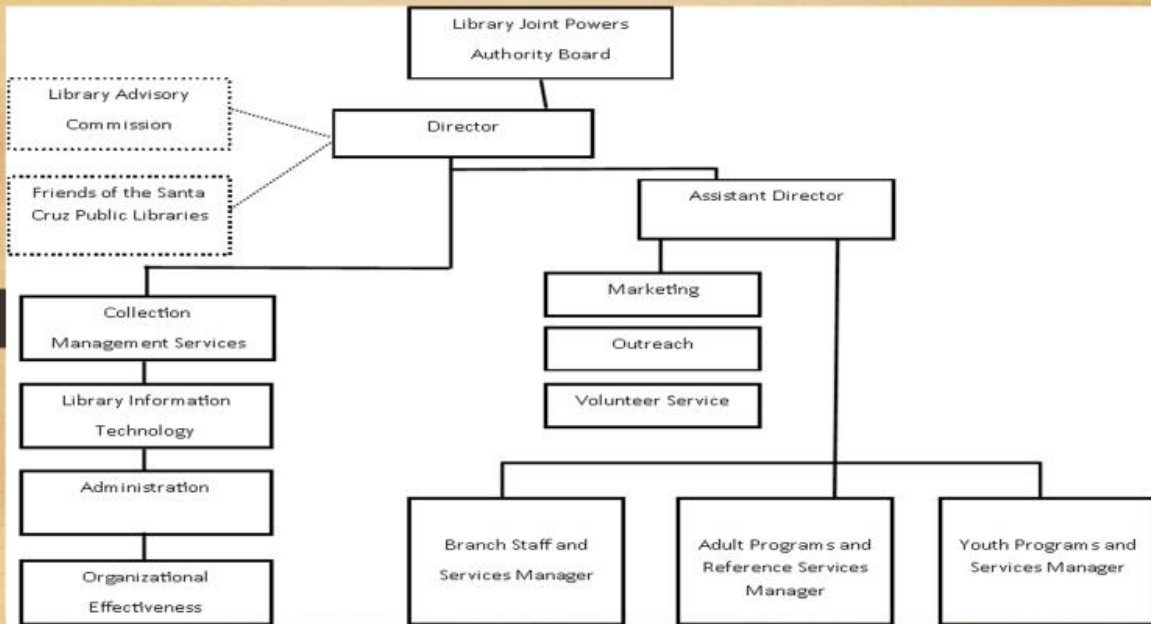 Library Joint Powers
Authority Board
Library Advisory
Commission
Director
Friends of the Santa
Cruz Public Libraries
Assistant Director
Marketing
Outreach
Volunteer Service
Collection
Management Services
Library Information
Technology
Administration
Organizational
Effectiveness
Branch Staff and
Services Manager
Adult Programs and
Reference Services
Manager
Youth Programs and
Services Manager